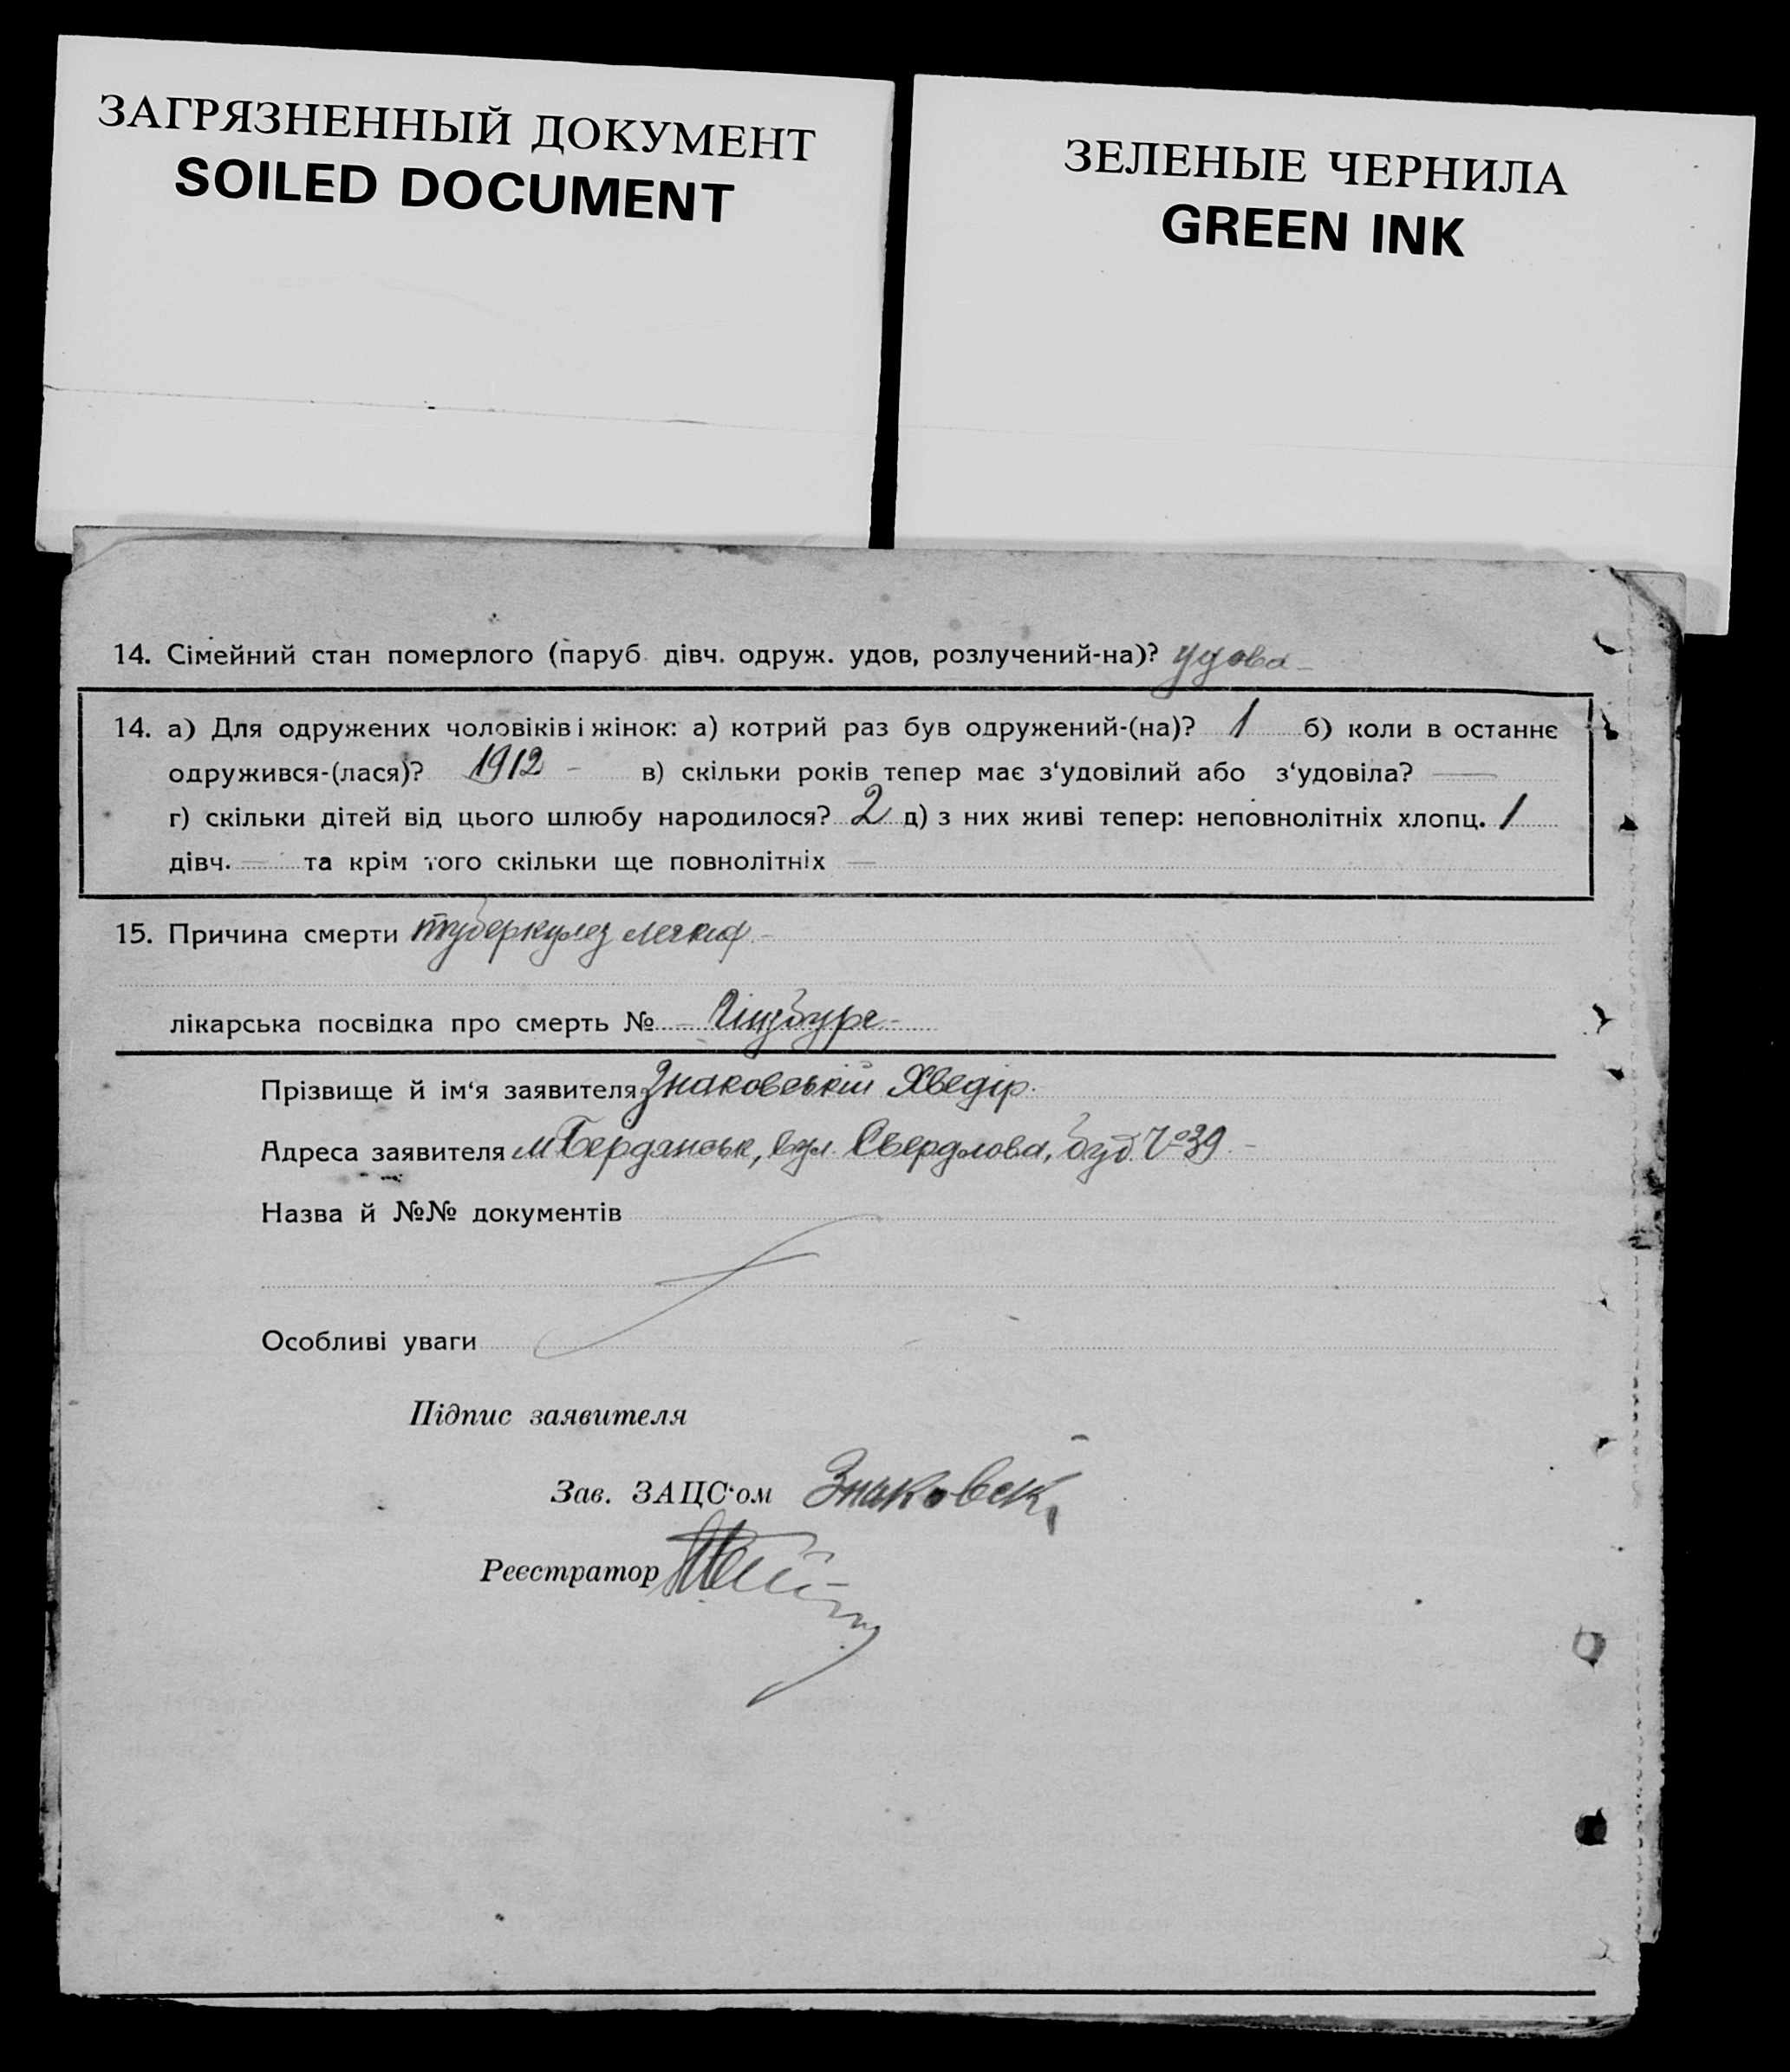 ЗАГРЯЗНЕННЫЙ ДОКУМЕНТ
SOILED DOCUMENT
ЗЕЛЕНЫЕ ЧЕРНИЛА
GREEN INK
14. Сімейний стан померлого (паруб. дівч. одруж. удов, розлучений-на)? удова
14. а) Для одружених чоловіків і жінок: а) котрий раз був одружений-(на)? 1 б) коли в останнє
одружився-(лася)? 1912 - в) скільки років тепер має з‘удовілий або з‘удовіла? —
г) скільки дітей від цього шлюбу народилося? 2 д) з них живі тепер: неповнолітніх хлопц. 1
дівч. — та крім того скільки ще повнолітніх —
15. Причина смерти туберкулез легких -
лікарська посвідка про смерть № - Гінзбург -
Прізвище й ім‘я заявителя Знаковській Хведір.
Адреса заявителя м Бердянськ, вул. Свердлова, буд. № 39 -
Назва й №№ документів
Особливі уваги
Підпис заявителя
Зав. ЗАЦС‘ом Знаковск
Реєстратор